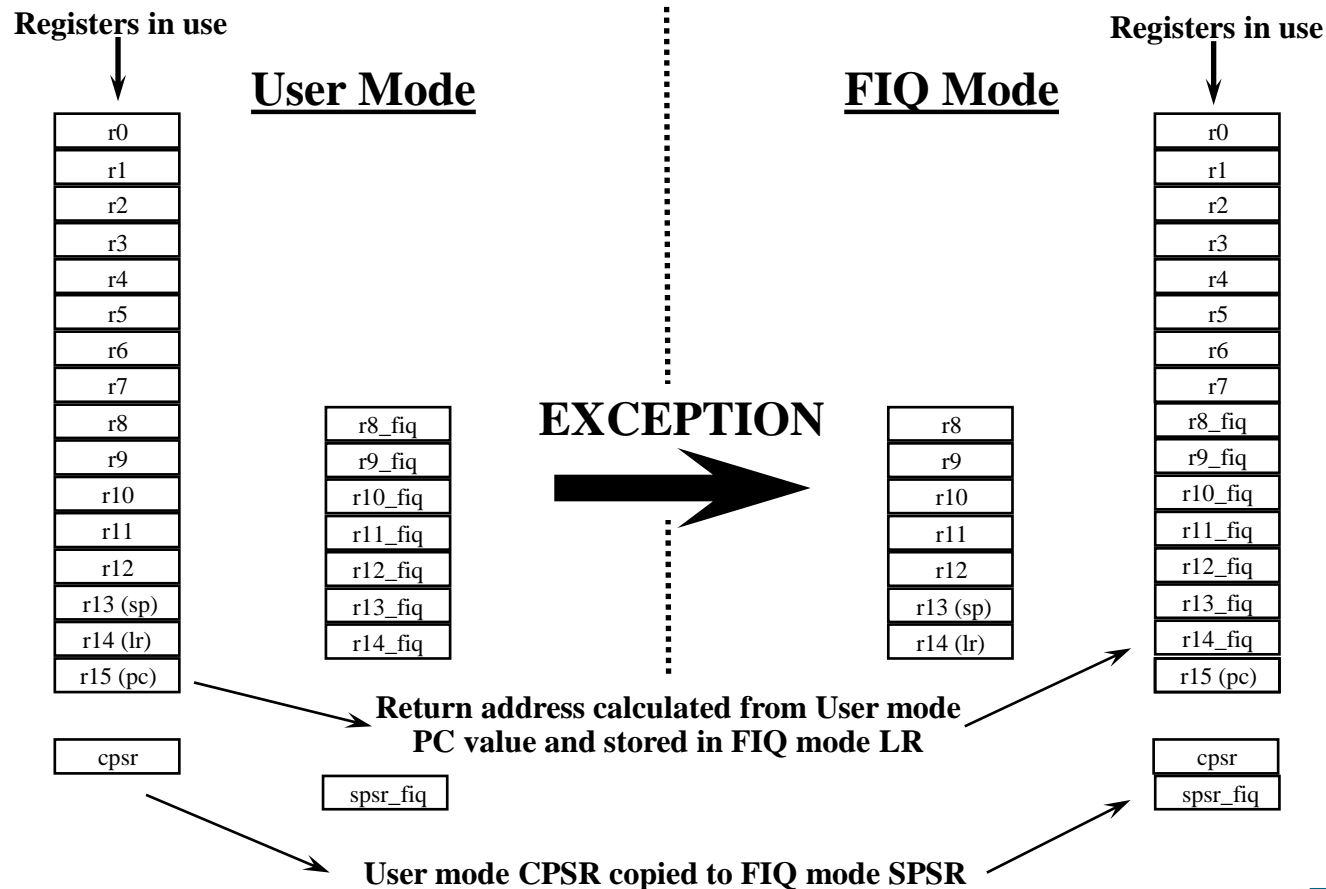 Registers in use
Registers in use
User Mode
FIQ Mode
r0
r1
r2
r3
r4
r5
r6
r7
r8
r9
r10
r11
r12
r13 (sp)
r14 (lr)
r15 (pc)
cpsr
r8_fiq
r9_fiq
r10_fiq
r11_fiq
r12_fiq
r13_fiq
r14_fiq
spsr_fiq
EXCEPTION
Return address calculated from User mode
PC value and stored in FIQ mode LR
User mode CPSR copied to FIQ mode SPSR
r8
r9
r10
r11
r12
r13 (sp)
r14 (lr)
r0
r1
r2
r3
r4
r5
r6
r7
r8_fiq
r9_fiq
r10_fiq
r11_fiq
r12_fiq
r13_fiq
r14_fiq
r15 (pc)
cpsr
spsr_fiq